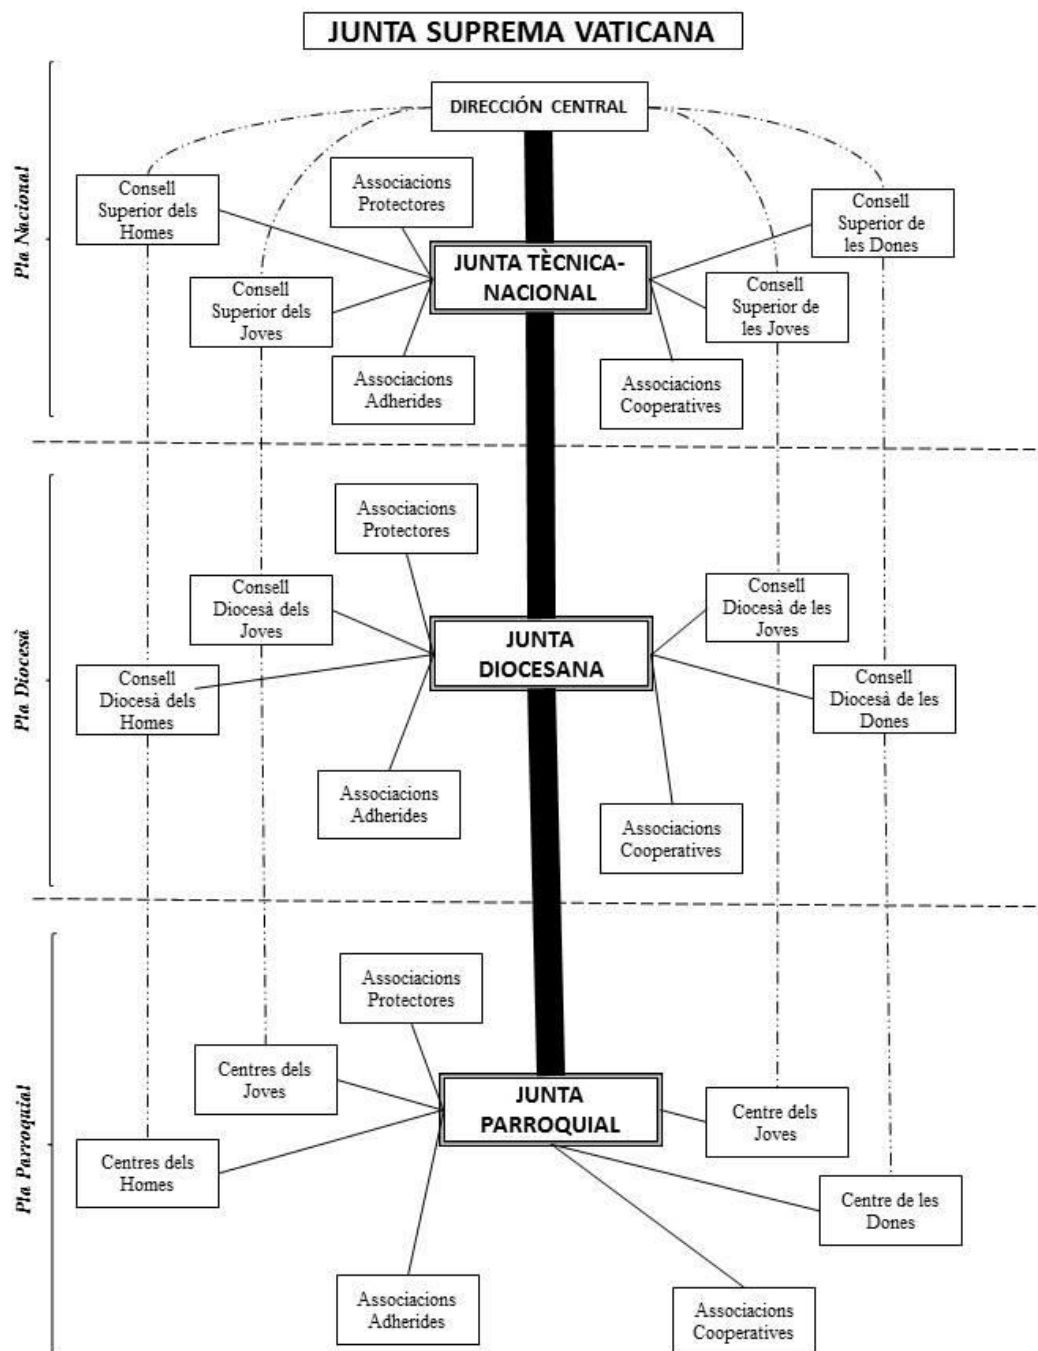 JUNTA SUPREMA VATICANA
Pla Nacional
DIRECCIÓN CENTRAL
Consell
Superior dels
Homes
Associacions
Protectores
Consell
Superior de
les Dones
JUNTA TÈCNICA-
NACIONAL
Consell
Superior dels
Joves
Consell
Superior de
les Joves
Associacions
Adherides
Associacions
Cooperatives
Pla Diocesà
Associacions
Protectores
Consell
Diocesà dels
Joves
Consell
Diocesà de les
Joves
JUNTA
DIOCESANA
Consell
Diocesà dels
Homes
Consell
Diocesà de les
Dones
Associacions
Adherides
Associacions
Cooperatives
Pla Parroquial
Associacions
Protectores
Centres dels
Joves
JUNTA
PARROQUIAL
Centre dels
Joves
Centres dels
Homes
Centre de les
Dones
Associacions
Adherides
Associacions
Cooperatives